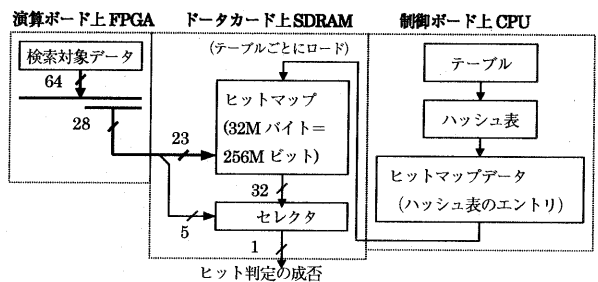 演算ボード上FPGA
ドータカード上SDRAM
制御ボード上CPU
検索対象データ
64
28
23
5
(テーブルごとにロード)
ヒットマップ
(32Mバイト=
256Mビット)
32
セレクタ
1
ヒット判定の成否
テーブル
ハッシュ表
ヒットマップデータ
(ハッシュ表のエントリ)